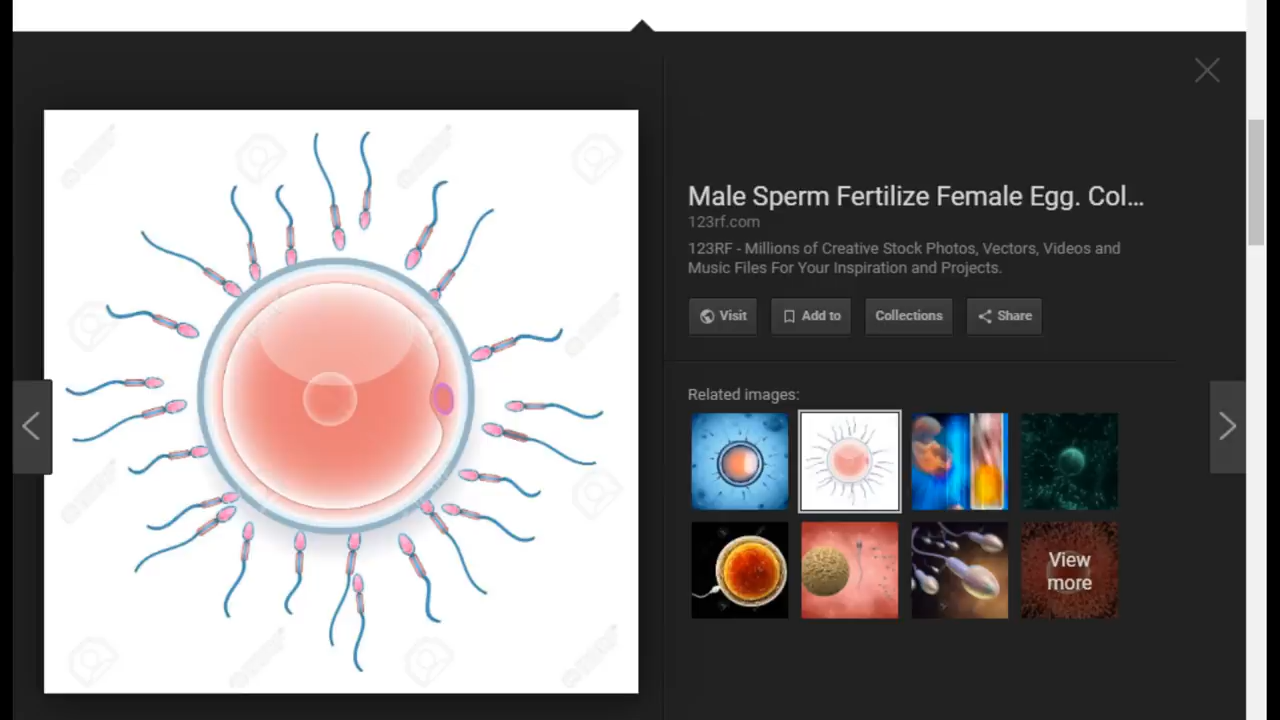 Male Sperm Fertilize Female Egg. Col...
123rf.com
123RF - Millions of Creative Stock Photos, Vectors, Videos and
Music Files For Your Inspiration and Projects.
Visit
Add to
Collections
Share
Related images:
View
more